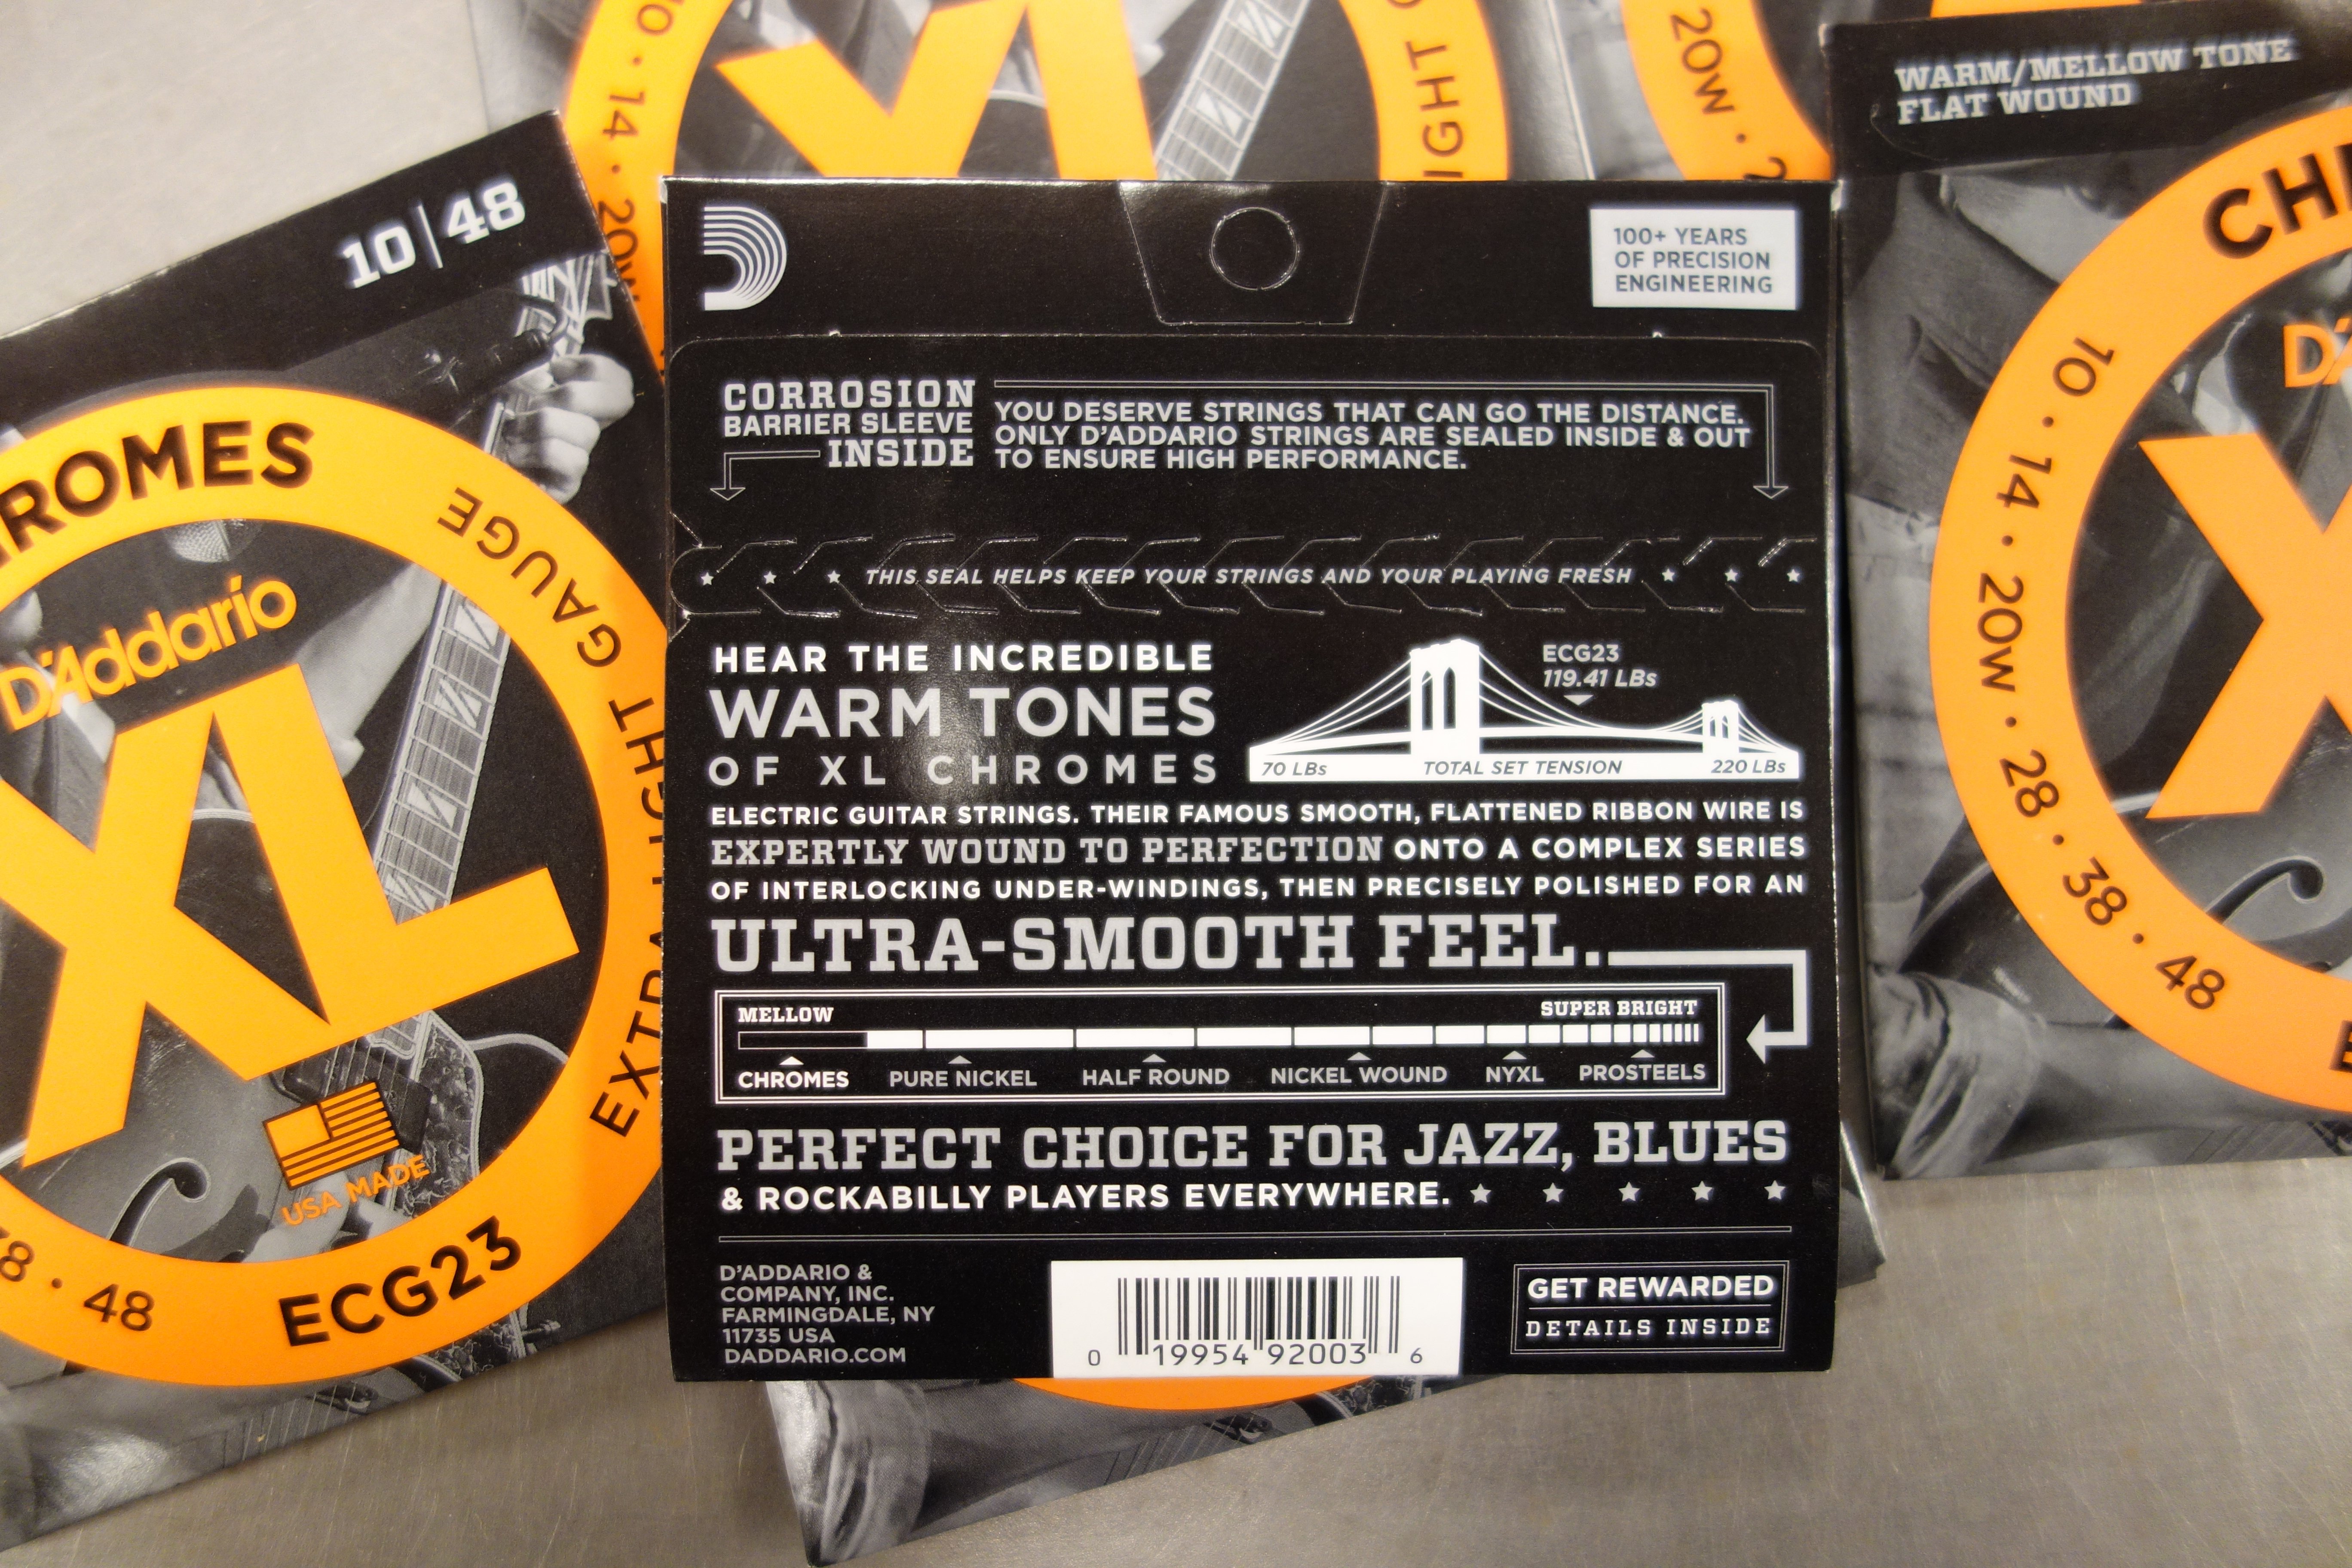 10 • 14 • 20W
LIGHT
20W •
WARM/MELLOW TONE
FLAT WOUND
10 | 48
ROMES
EXTRA LIGHT GAUGE
D'Addario
XL
USA MADE
48
ECG23
100+ YEARS
OF PRECISION
ENGINEERING
CORROSION
BARRIER SLEEVE
INSIDE
YOU DESERVE STRINGS THAT CAN GO THE DISTANCE.
ONLY D'ADDARIO STRINGS ARE SEALED INSIDE & OUT
TO ENSURE HIGH PERFORMANCE.
THIS SEAL HELPS KEEP YOUR STRINGS AND YOUR PLAYING FRESH
HEAR THE INCREDIBLE
WARM TONES
OF XL CHROMES
ECG23
119.41 LBs
70 LBs TOTAL SET TENSION 220 LBs
ELECTRIC GUITAR STRINGS. THEIR FAMOUS SMOOTH, FLATTENED RIBBON WIRE IS
EXPERTLY WOUND TO PERFECTION ONTO A COMPLEX SERIES
OF INTERLOCKING UNDER-WINDINGS, THEN PRECISELY POLISHED FOR AN
ULTRA-SMOOTH FEEL.
MELLOW SUPER BRIGHT
CHROMES PURE NICKEL HALF ROUND NICKEL WOUND NYXL PROSTEELS
PERFECT CHOICE FOR JAZZ, BLUES
& ROCKABILLY PLAYERS EVERYWHERE.
D'ADDARIO &
COMPANY, INC.
FARMINGDALE, NY
11735 USA
DADDARIO.COM
0 19954 92003 6
GET REWARDED
DETAILS INSIDE
CH
10 • 14 • 20W • 28 • 38 • 48
D'A
X